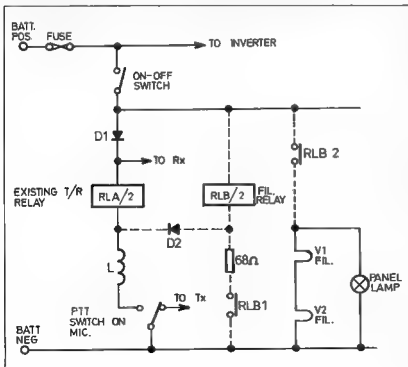 BATT.
POS.
FUSE
TO INVERTER
ON-OFF
SWITCH
D1
TO Rx
RLB 2
EXISTING T/R
RELAY
RLA/2
RLB/2
FIL.
RELAY
D2
V1
FIL.
L
68Ω
PANEL
LAMP
TO Tx
RLB1
V2
FIL.
PTT
SWITCH ON
MIC.
BATT
NEG